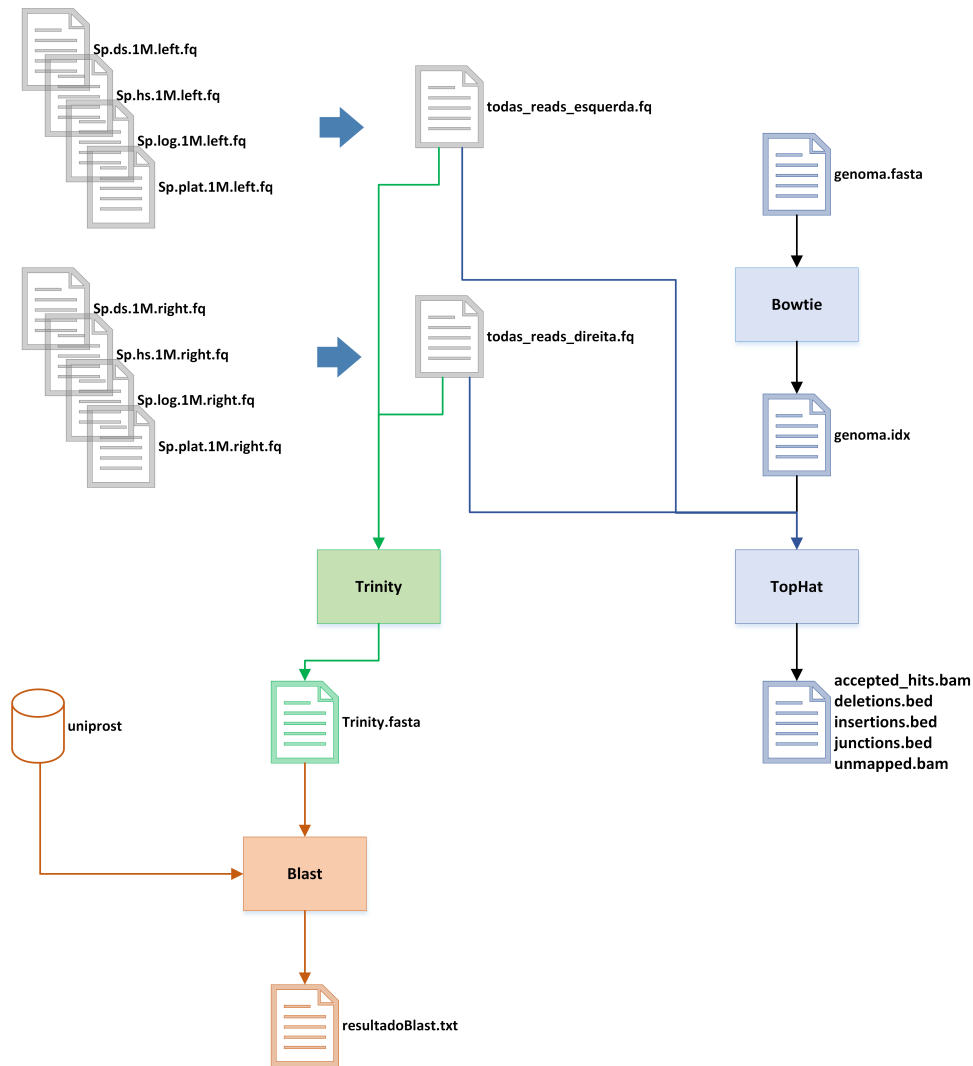 Sp.ds.1M.left.fq
Sp.hs.1M.left.fq
Sp.log.1M.left.fq
Sp.plat.1M.left.fq
todas_reads_esquerda.fq
genoma.fasta
Sp.ds.1M.right.fq
Sp.hs.1M.right.fq
Sp.log.1M.right.fq
Sp.plat.1M.right.fq
todas_reads_direita.fq
Bowtie
genoma.idx
Trinity
TopHat
uniprost
Trinity.fasta
accepted_hits.bam
deletions.bed
insertions.bed
junctions.bed
unmapped.bam
Blast
resultadoBlast.txt